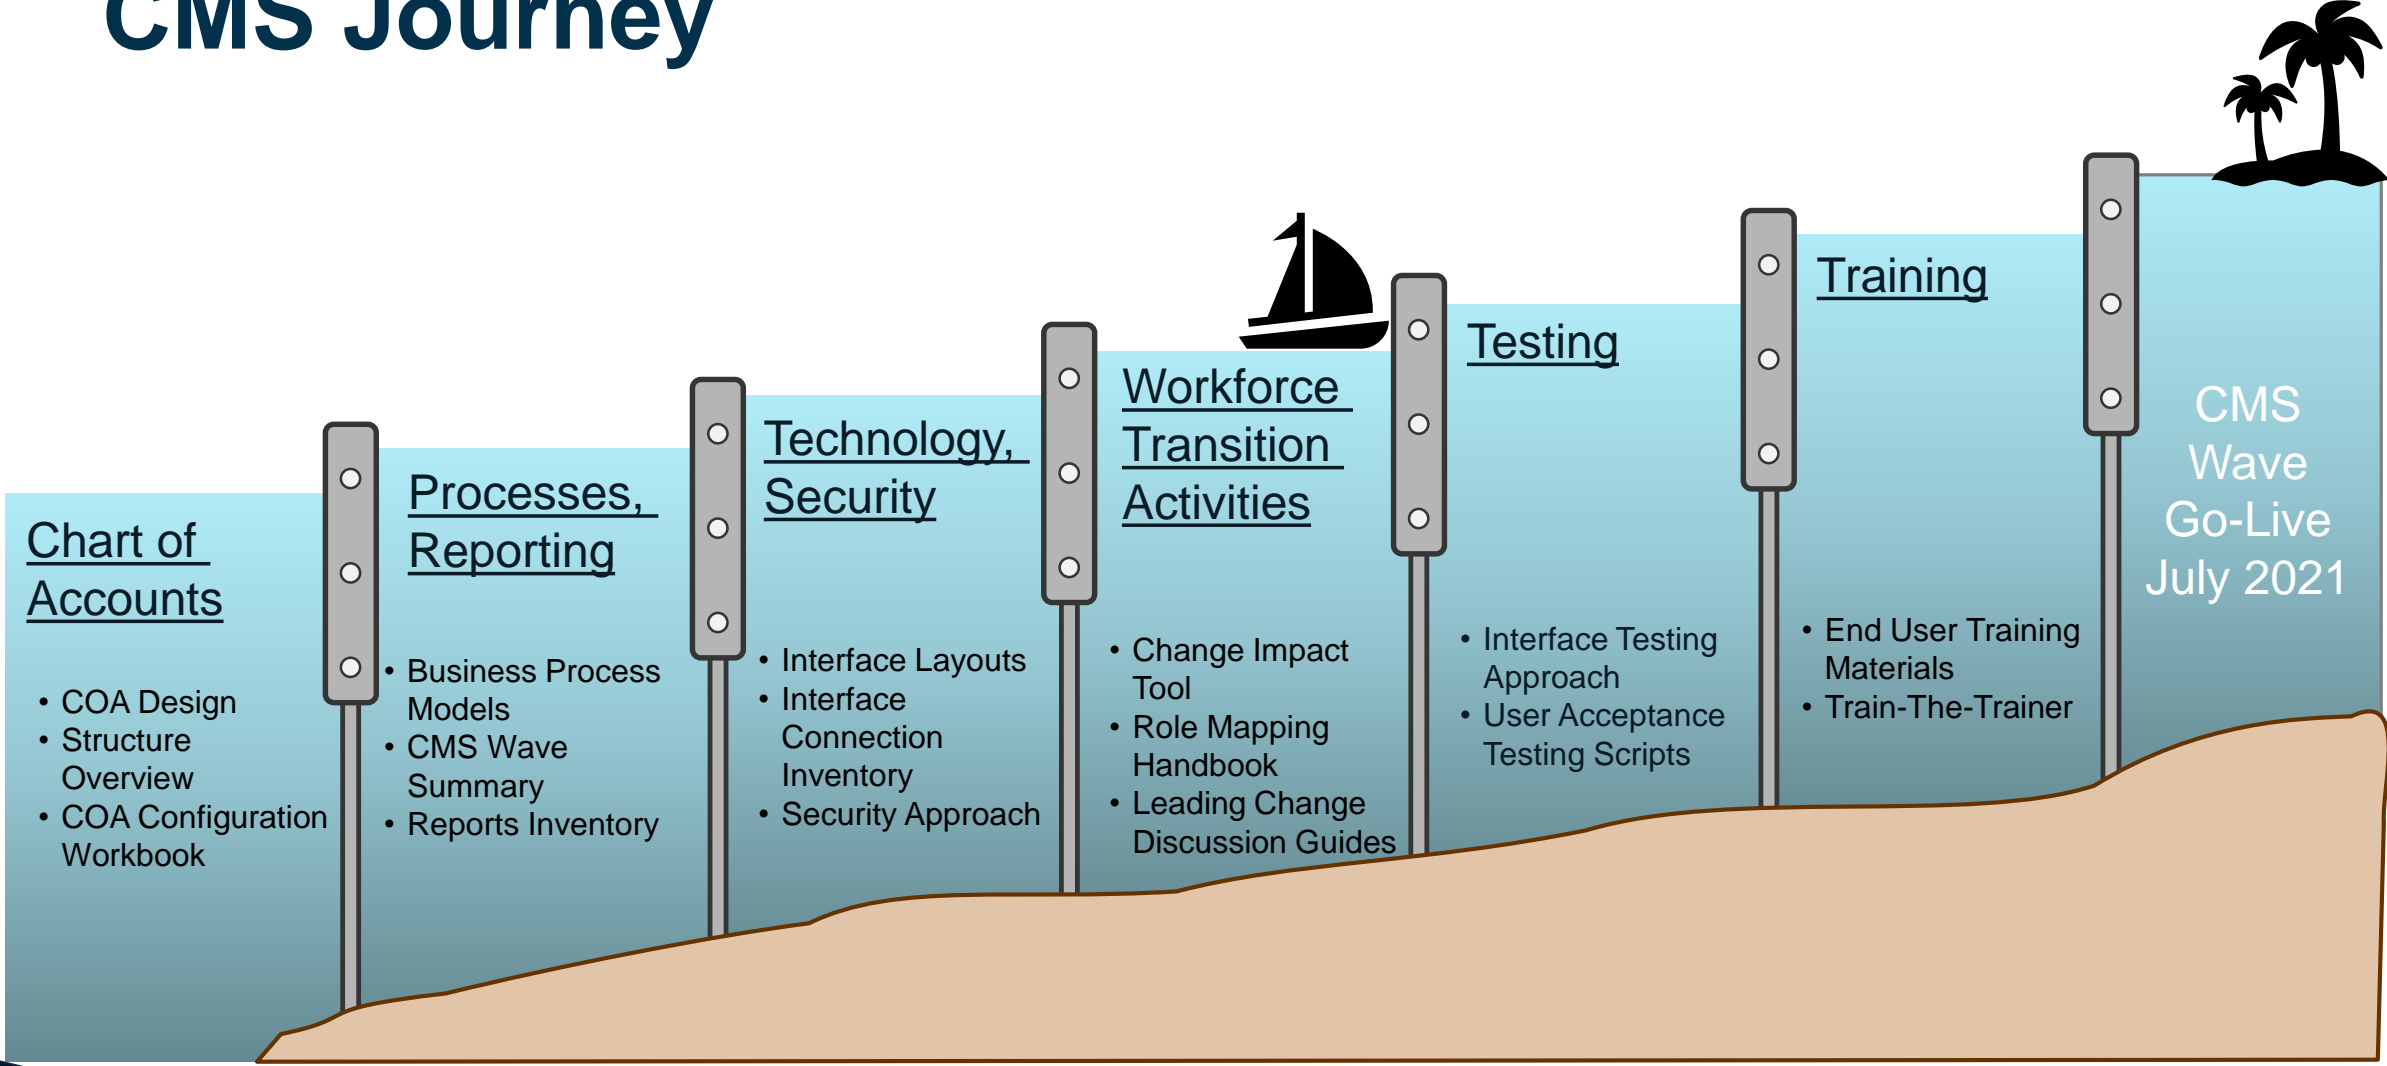 CMS Journey
Chart of
Accounts
• COA Design
• Structure
Overview
• COA Configuration
Workbook
Processes,
Reporting
• Business Process
Models
• CMS Wave
Summary
• Reports Inventory
Technology,
Security
• Interface Layouts
• Interface
Connection
Inventory
• Security Approach
Workforce
Transition
Activities
• Change Impact
Tool
• Role Mapping
Handbook
• Leading Change
Discussion Guides
Testing
• Interface Testing
Approach
• User Acceptance
Testing Scripts
Training
• End User Training
Materials
• Train-The-Trainer
CMS
Wave
Go-Live
July 2021